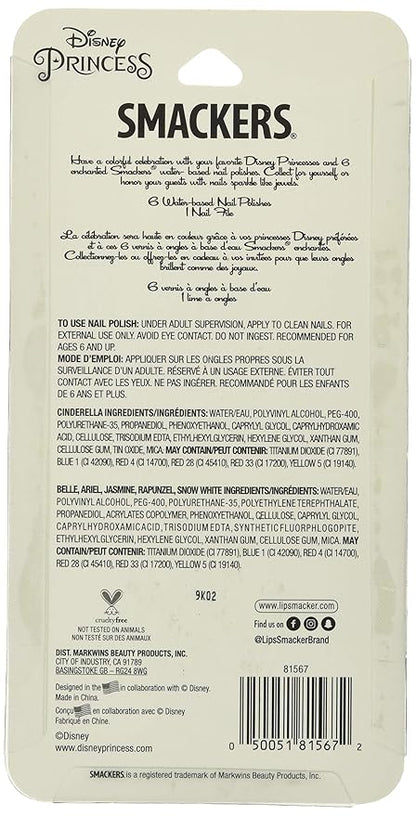 Disney
PRINCESS
SMACKERS®
Have a colorful celebration with your favorite Disney Princesses and 6
enchanted Smackers® water- based nail polishes. Collect for yourself or
honor your guests with nails sparkle like jewels.
6 Water-based Nail Polishes
1 Nail File
La célébration sera haute en couleur grâce à vos princesses Disney préférées
et à ces 6 vernis à ongles à base d'eau Smackers® enchantés.
Collectionnez-les ou offrez-les en cadeau à vos invitées pour que leurs ongles
brillent comme des joyaux.
6 vernis à ongles à base d'eau
1 lime à ongles
TO USE NAIL POLISH: UNDER ADULT SUPERVISION, APPLY TO CLEAN NAILS. FOR
EXTERNAL USE ONLY. AVOID EYE CONTACT. DO NOT INGEST. RECOMMENDED FOR
AGES 6 AND UP.
MODE D'EMPLOI: APPLIQUER SUR LES ONGLES PROPRES SOUS LA
SURVEILLANCE D'UN ADULTE. RÉSERVÉ À UN USAGE EXTERNE. ÉVITER TOUT
CONTACT AVEC LES YEUX. NE PAS INGÉRER. RECOMMANDÉ POUR LES ENFANTS
DE 6 ANS ET PLUS.
CINDERELLA INGREDIENTS/INGRÉDIENTS: WATER/EAU, POLYVINYL ALCOHOL, PEG-400,
POLYURETHANE-35, PROPANEDIOL, PHENOXYETHANOL, CAPRYLYL GLYCOL, CAPRYLHYDROXAMIC
ACID, CELLULOSE, TRISODIUM EDTA, ETHYLHEXYLGLYCERIN, HEXYLENE GLYCOL, XANTHAN GUM,
CELLULOSE GUM, TIN OXIDE, MICA. MAY CONTAIN/PEUT CONTENIR: TITANIUM DIOXIDE (CI 77891),
BLUE 1 (CI 42090), RED 4 (CI 14700), RED 28 (CI 45410), RED 33 (CI 17200), YELLOW 5 (CI 19140).
BELLE, ARIEL, JASMINE, RAPUNZEL, SNOW WHITE INGREDIENTS/INGRÉDIENTS: WATER/EAU,
POLYVINYL ALCOHOL, PEG-400, POLYURETHANE-35, POLYETHYLENE TEREPHTHALATE,
PROPANEDIOL, ACRYLATES COPOLYMER, PHENOXYETHANOL, CELLULOSE, CAPRYLYL GLYCOL,
CAPRYLHYDROXAMIC ACID, TRISODIUM EDTA, SYNTHETIC FLUORPHLOGOPITE,
ETHYLHEXYLGLYCERIN, HEXYLENE GLYCOL, XANTHAN GUM, CELLULOSE GUM, MICA. MAY
CONTAIN/PEUT CONTENIR: TITANIUM DIOXIDE (CI 77891), BLUE 1 (CI 42090), RED 4 (CI 14700),
RED 28 (CI 45410), RED 33 (CI 17200), YELLOW 5 (CI 19140).
crueltyfree
NOT TESTED ON ANIMALS
NON TESTÉ SUR DES ANIMAUX
9K02
www.lipsmacker.com
Find us on
@LipsSmackerBrand
DIST. MARKWINS BEAUTY PRODUCTS, INC.
CITY OF INDUSTRY, CA 91789
BASINGSTOKE GB – RG24 8WG
81567
Designed in the in collaboration with © Disney.
Made in China.
Conçu en collaboration avec © Disney
Fabriqué en Chine.
©Disney
www.disneyprincess.com
0 50051 81567 2
SMACKERS. is a registered trademark of Markwins Beauty Products, Inc.